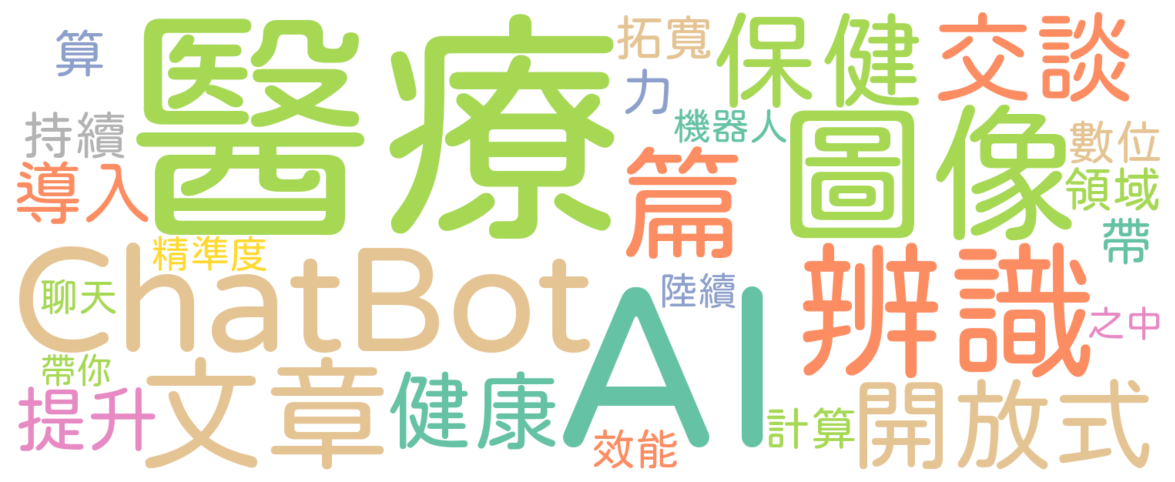 算
醫療
拓寬
保健
交談
力
持續
機器人
圖像
數位
導入
篇
領域
帶
精準度
ChatBot
聊天
陸續
AI
辨識
之中
帶你
提升
文章
健康
效能
計算
開放式